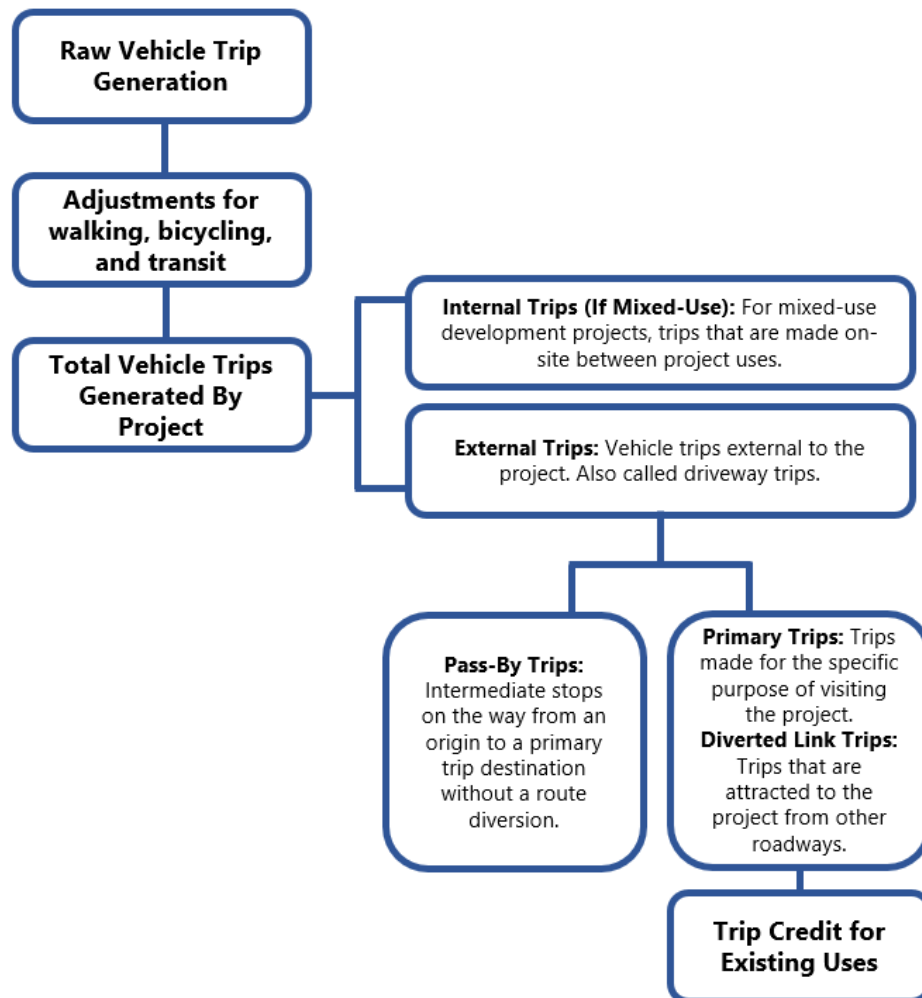 Raw Vehicle Trip
Generation
Adjustments for
walking, bicycling,
and transit
Total Vehicle Trips
Generated By
Project
Internal Trips (If Mixed-Use): For mixed-use
development projects, trips that are made on-
site between project uses.
External Trips: Vehicle trips external to the
project. Also called driveway trips.
Pass-By Trips:
Intermediate stops
on the way from an
origin to a primary
trip destination
without a route
diversion.
Primary Trips: Trips
made for the specific
purpose of visiting
the project.
Diverted Link Trips:
Trips that are
attracted to the
project from other
roadways.
Trip Credit for
Existing Uses